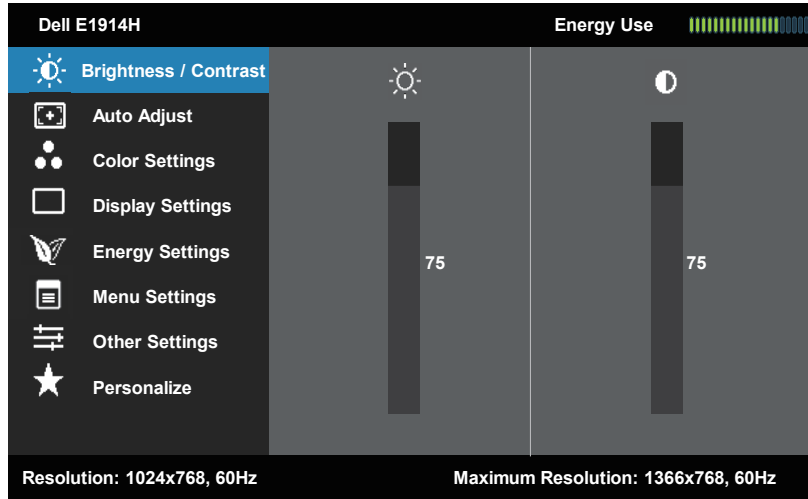 Dell E1914H Energy Use
Brightness / Contrast
Auto Adjust
Color Settings
Display Settings
Energy Settings
75 75
Menu Settings
Other Settings
Personalize
Resolution: 1024x768, 60Hz Maximum Resolution: 1366x768, 60Hz